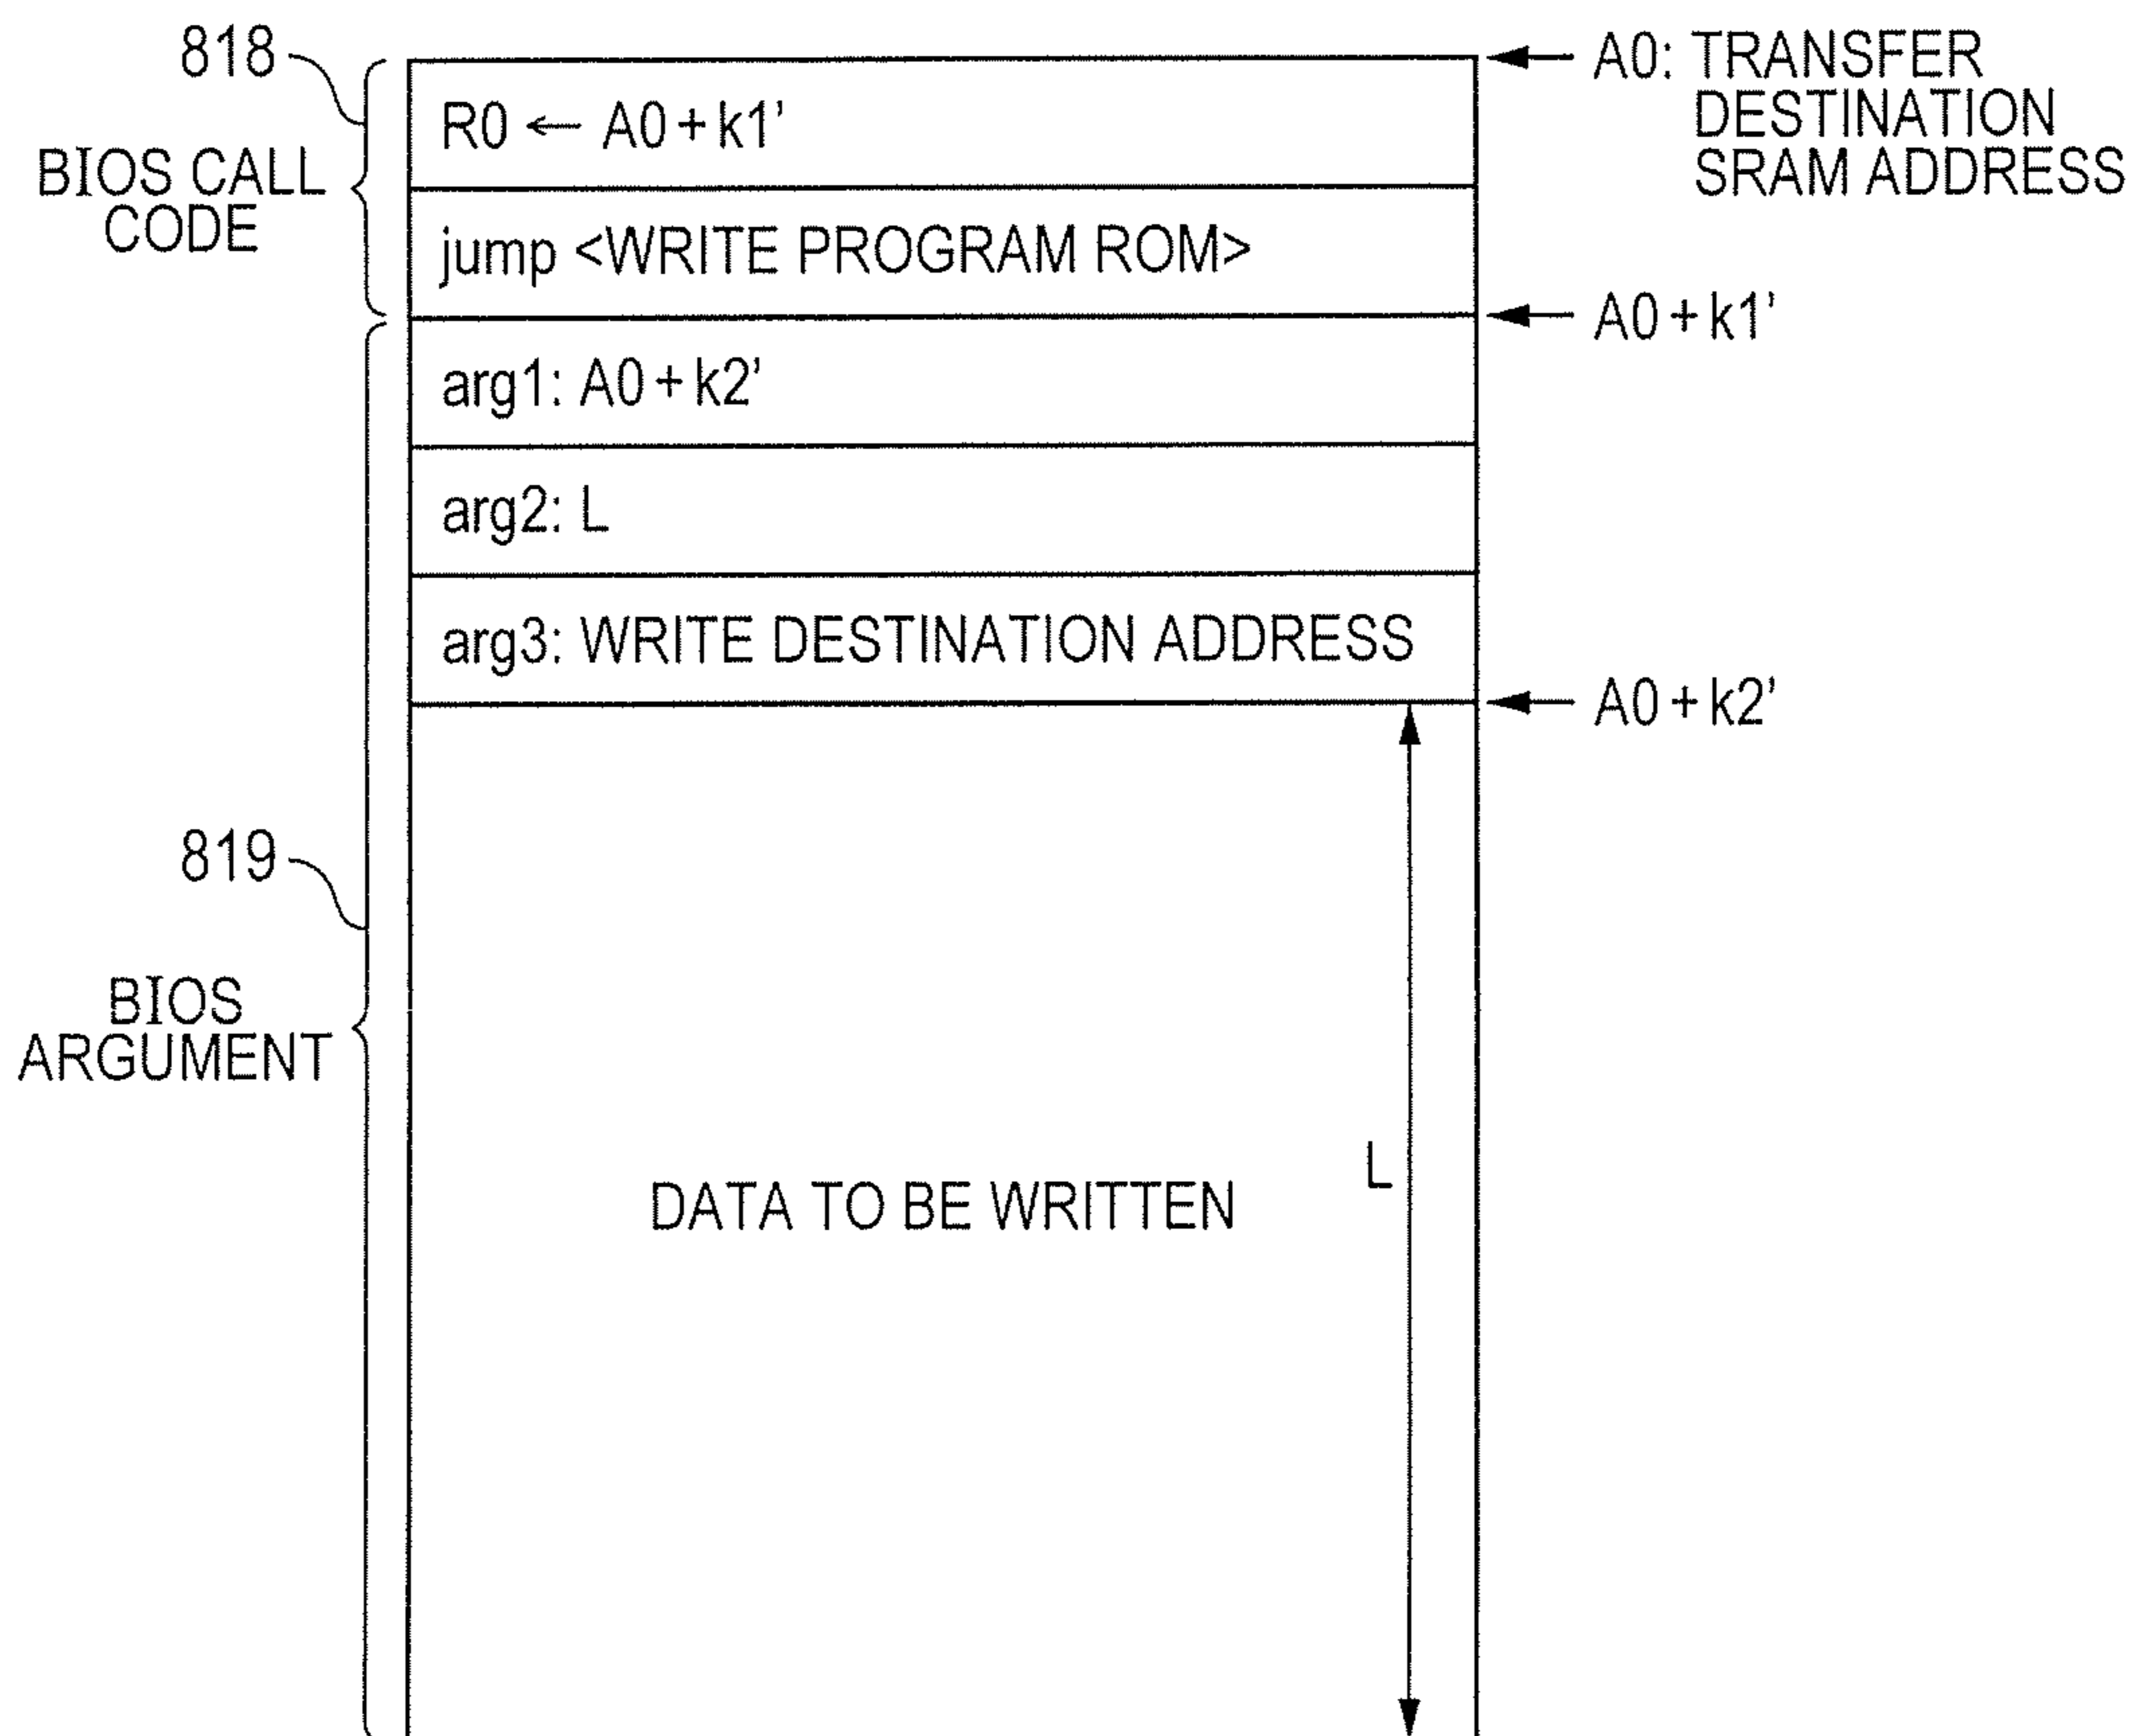 818
BIOS CALL
CODE
R0 ← A0 + k1'
jump <WRITE PROGRAM ROM>
A0: TRANSFER
DESTINATION
SRAM ADDRESS
A0 + k1'
arg1: A0 + k2'
arg2: L
arg3: WRITE DESTINATION ADDRESS
A0 + k2'
819
BIOS
ARGUMENT
L
DATA TO BE WRITTEN